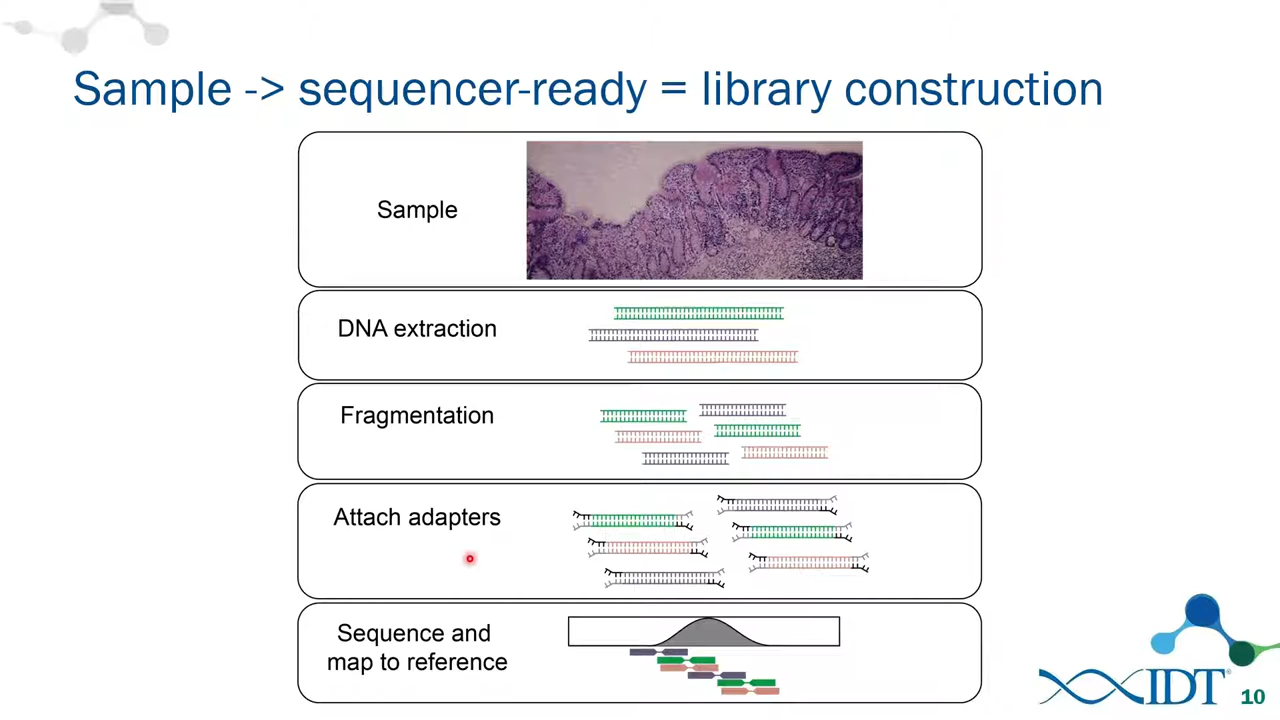 Sample -> sequencer-ready = library construction
Sample
DNA extraction
Fragmentation
Attach adapters
Sequence and
map to reference
IDT
10